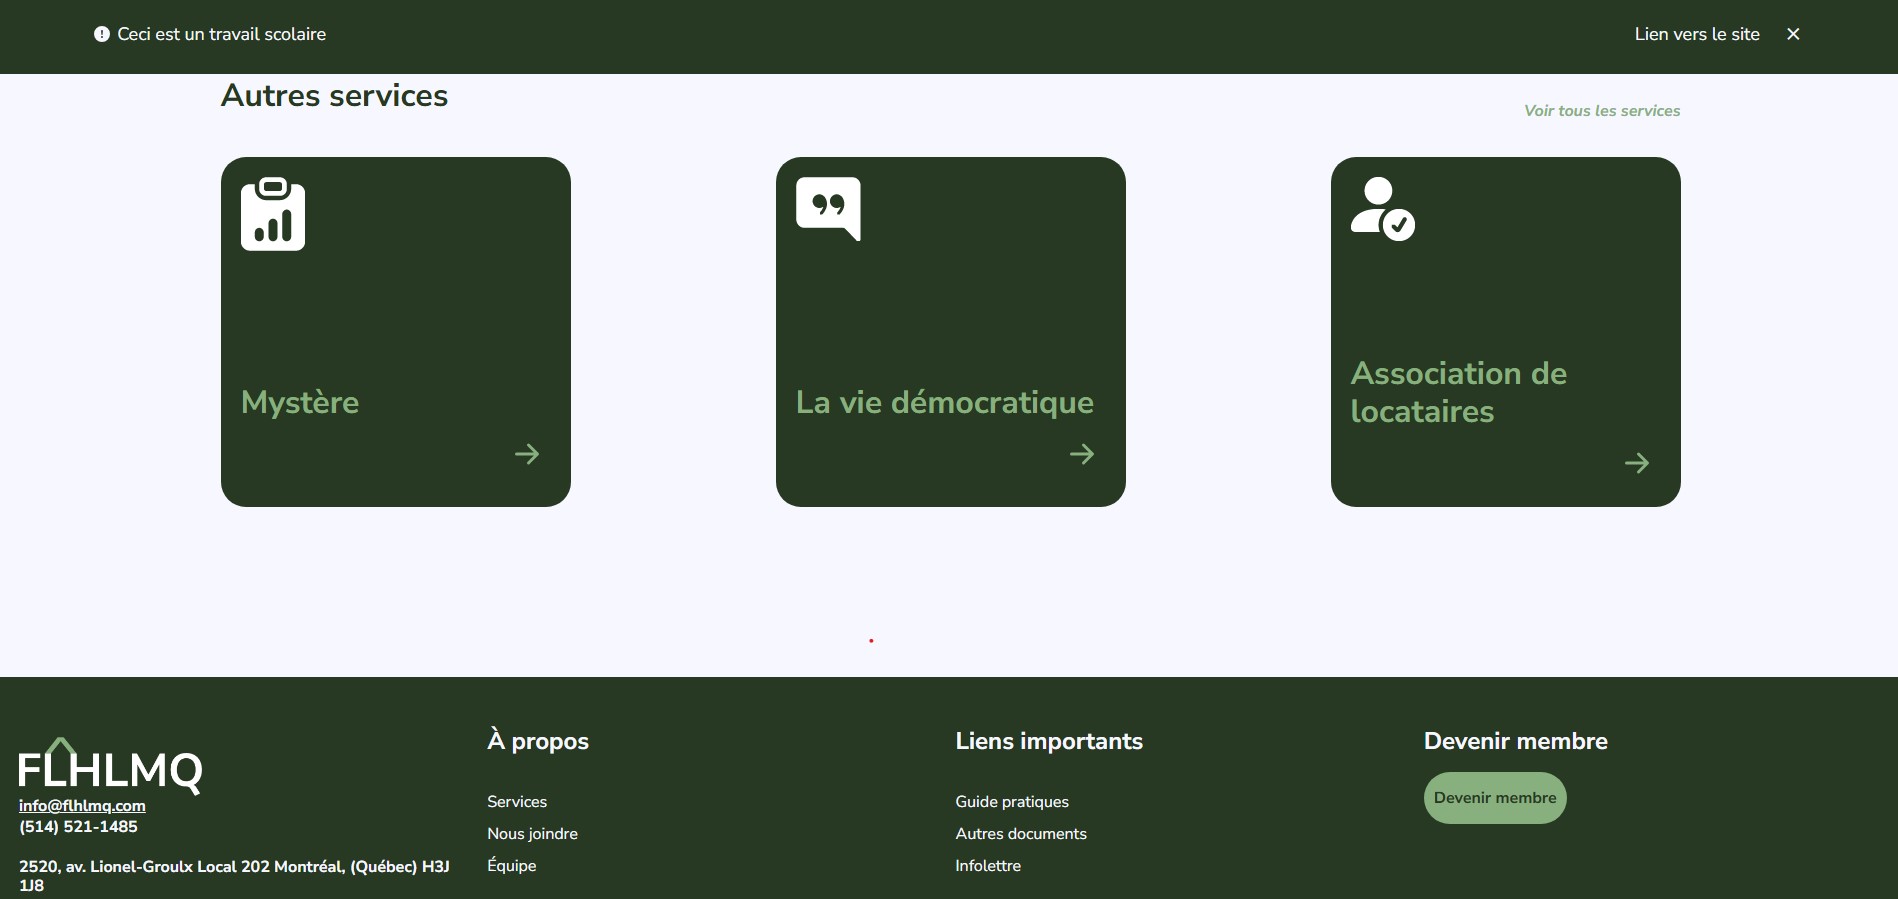 Ceci est un travail scolaire
Lien vers le site
Autres services
Voir tous les services
Mystère
La vie démocratique
Association de
locataires
FLHLMQ
info@flhlmq.com
(514) 521-1485
2520, av. Lionel-Groulx Local 202 Montréal, (Québec) H3J
1J8
À propos
Services
Nous joindre
Équipe
Liens importants
Guide pratiques
Autres documents
Infolettre
Devenir membre
Devenir membre